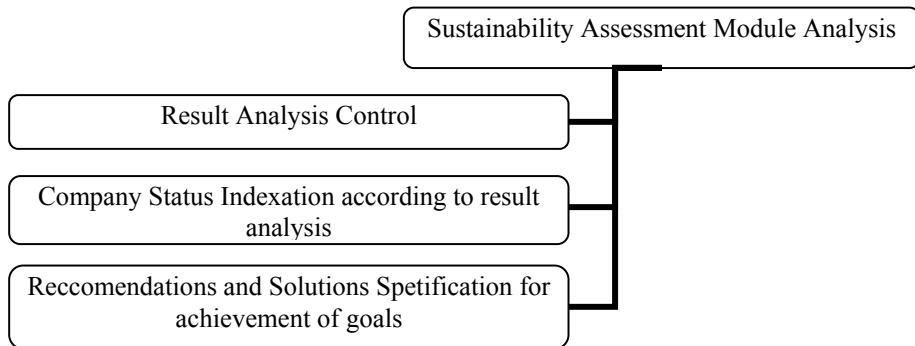 Sustainability Assessment Module Analysis
Result Analysis Control
Company Status Indexation according to result
analysis
Reccomendations and Solutions Spetification for
achievement of goals